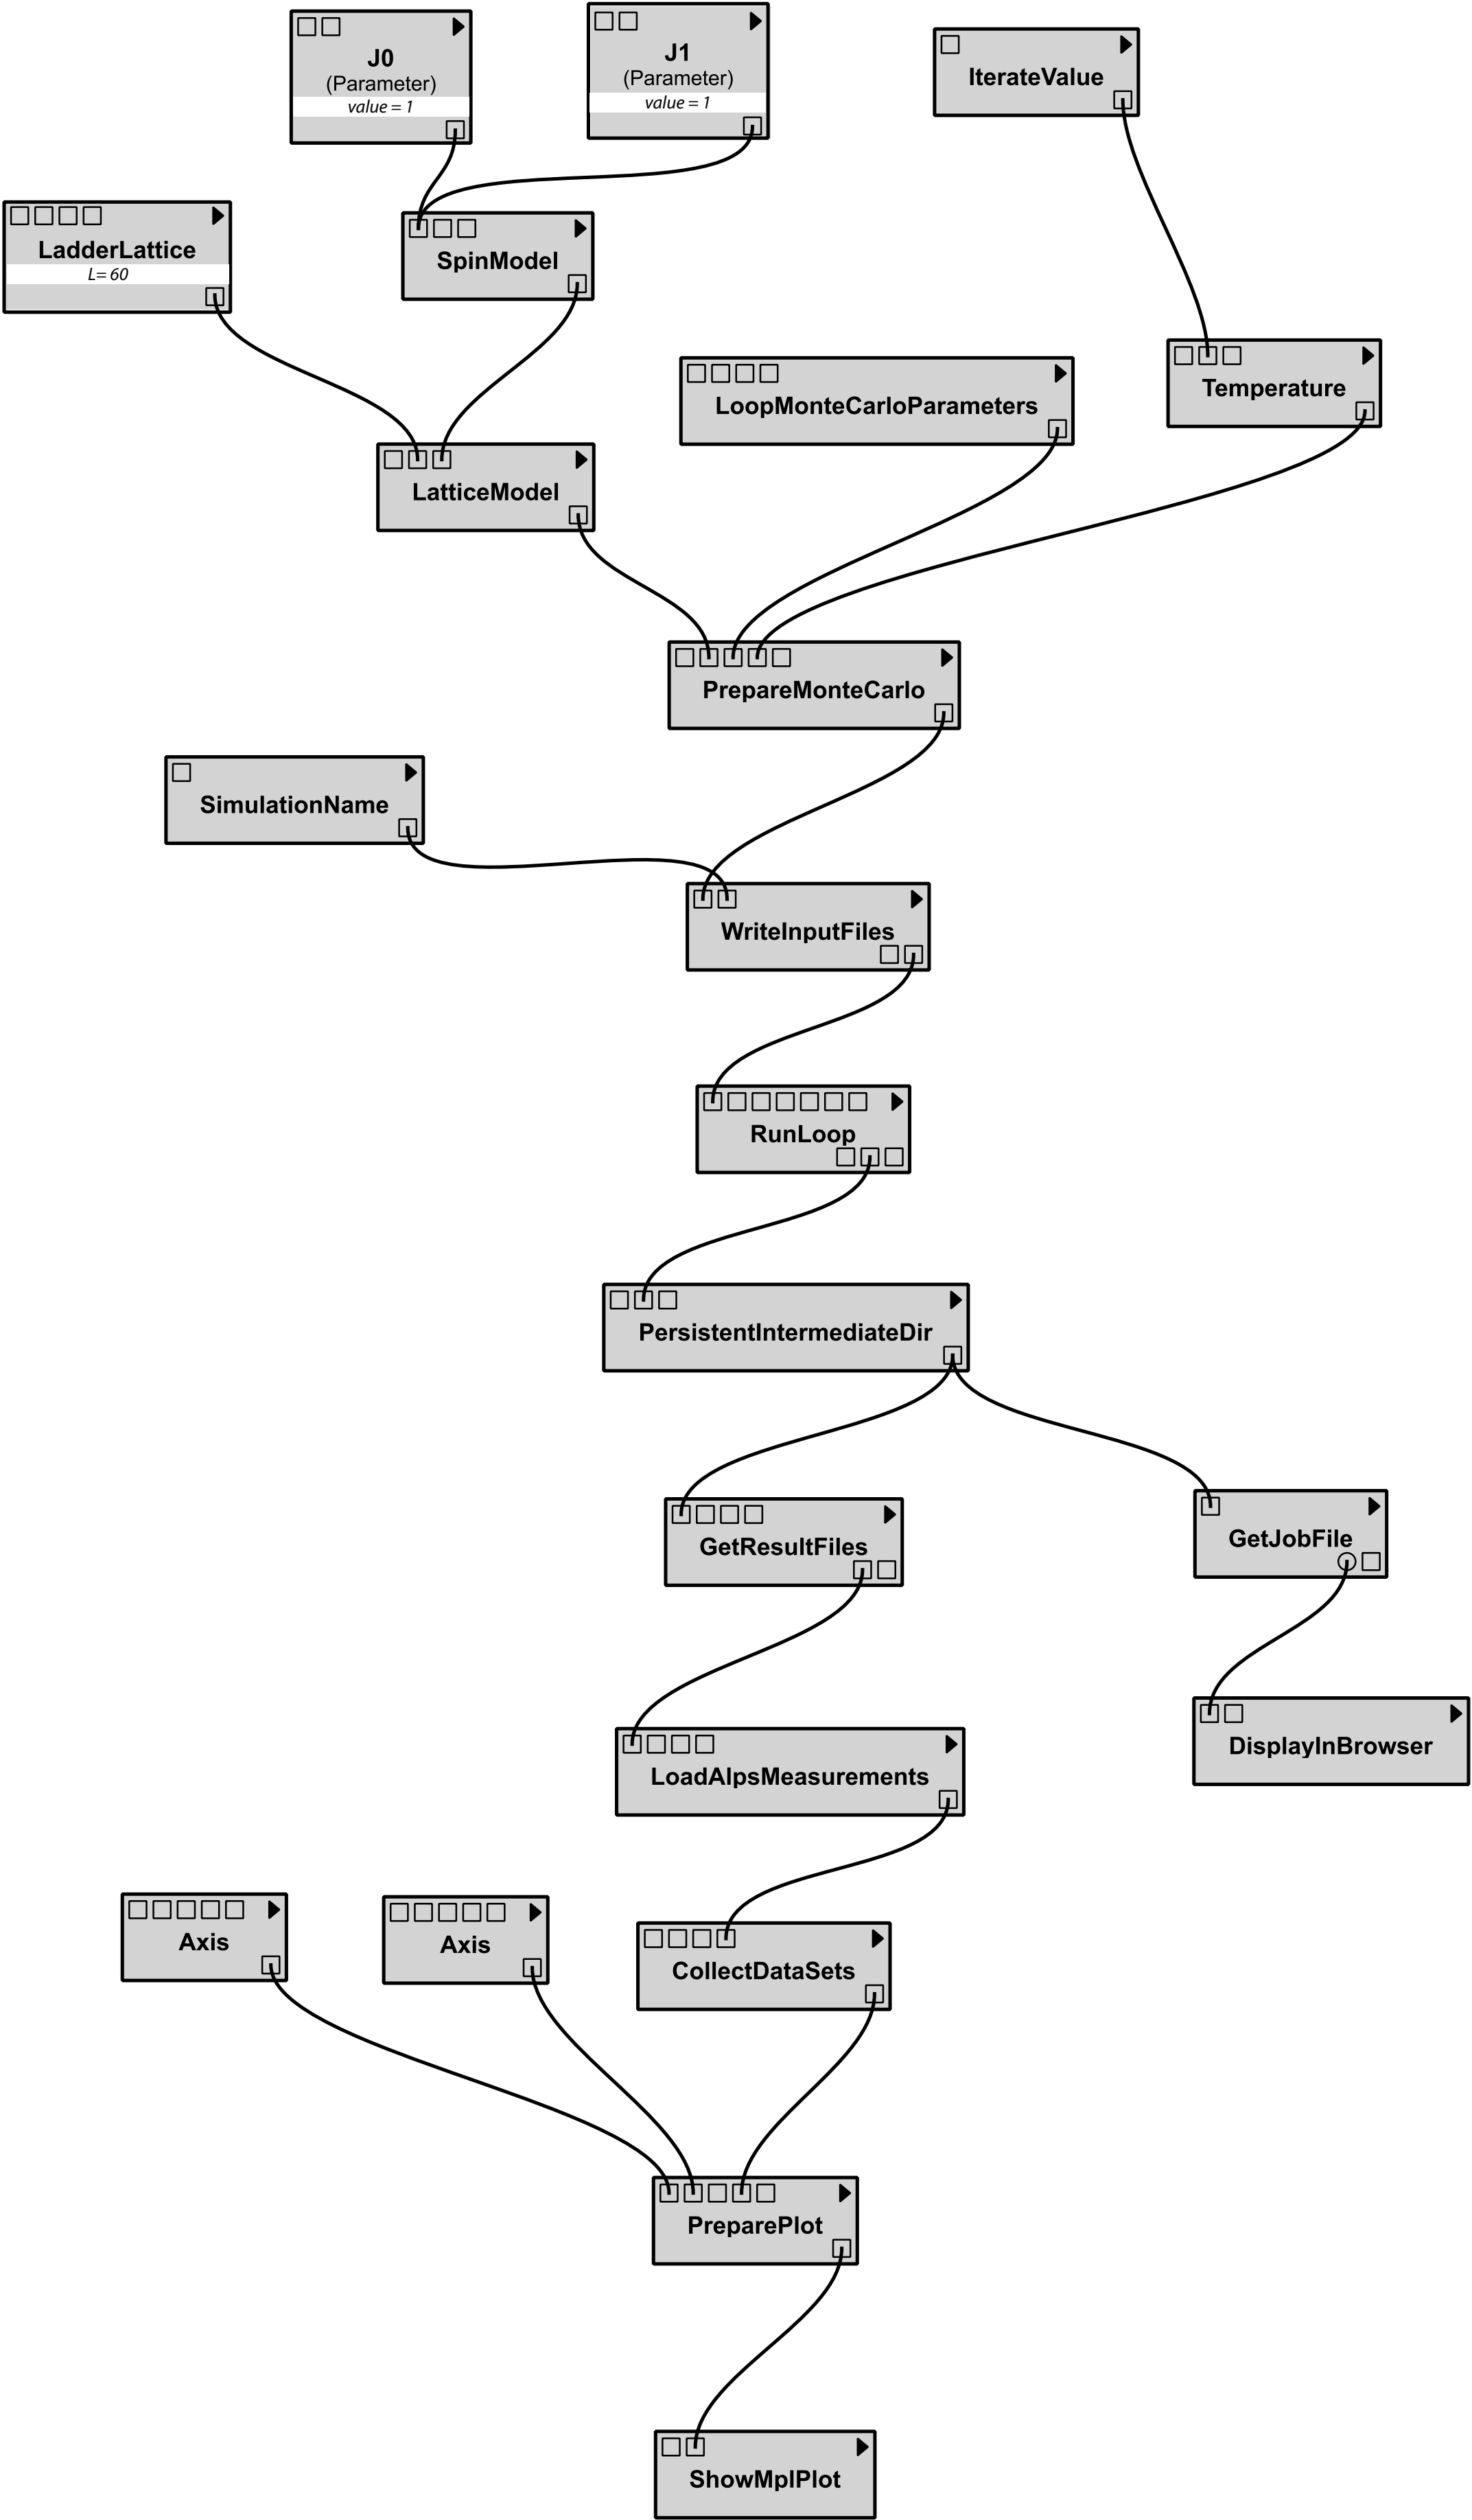 J0
(Parameter)
value = 1
J1
(Parameter)
value = 1
IterateValue
LadderLattice
L= 60
SpinModel
LoopMonteCarloParameters
Temperature
LatticeModel
PrepareMonteCarlo
SimulationName
WriteInputFiles
RunLoop
PersistentIntermediateDir
GetResultFiles
GetJobFile
LoadAlpsMeasurements
DisplayInBrowser
Axis
Axis
CollectDataSets
PreparePlot
ShowMplPlot